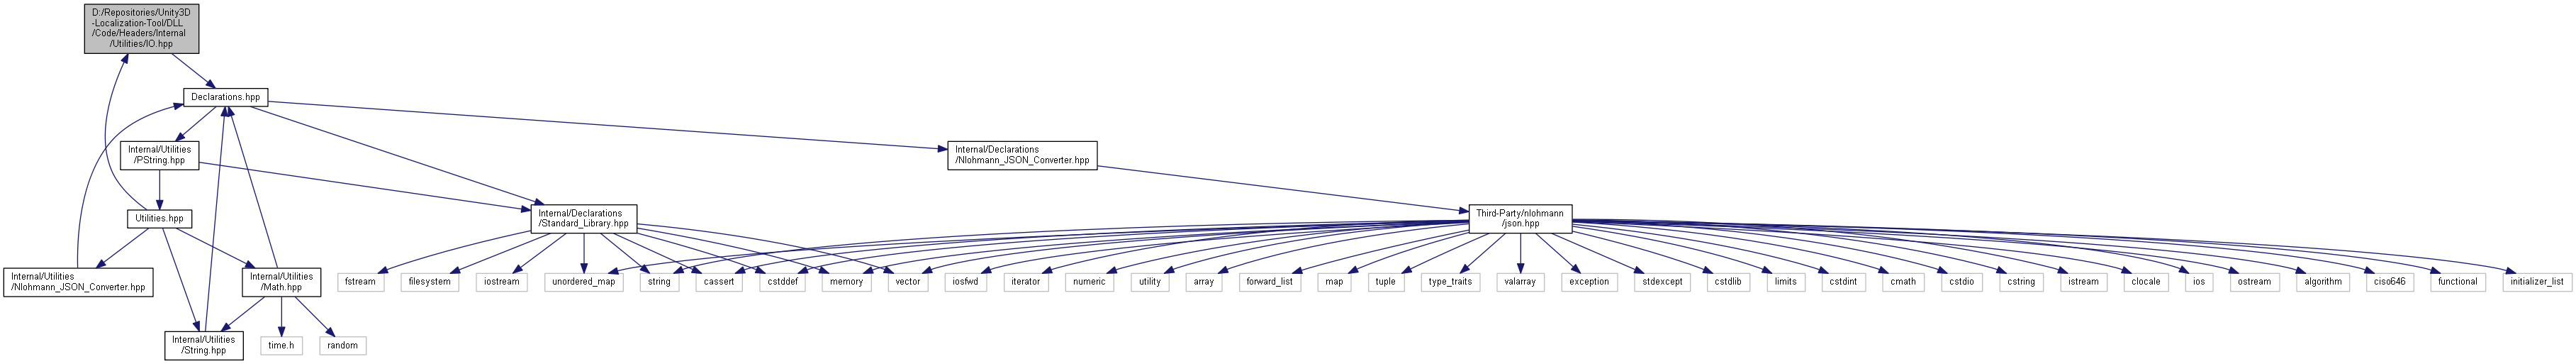 D:/Repositories/Unity3D
-Localization-Tool/DLL
/Code/Headers/Internal
/Utilities/IO.hpp
Declarations.hpp
Internal/Utilities
/PString.hpp
Internal/Declarations
/Nlohmann_JSON_Converter.hpp
Utilities.hpp
Internal/Declarations
/Standard_Library.hpp
Third-Party/nlohmann
/json.hpp
Internal/Utilities
/Nlohmann_JSON_Converter.hpp
Internal/Utilities
/Math.hpp
fstream
filesystem
iostream
unordered_map
string
cassert
cstddef
memory
vector
iosfwd
iterator
numeric
utility
array
forward_list
map
tuple
type_traits
valarray
exception
stdexcept
cstdlib
limits
cstdint
cmath
cstdio
cstring
istream
clocale
ios
ostream
algorithm
ciso646
functional
initializer_list
Internal/Utilities
/String.hpp
time.h
random